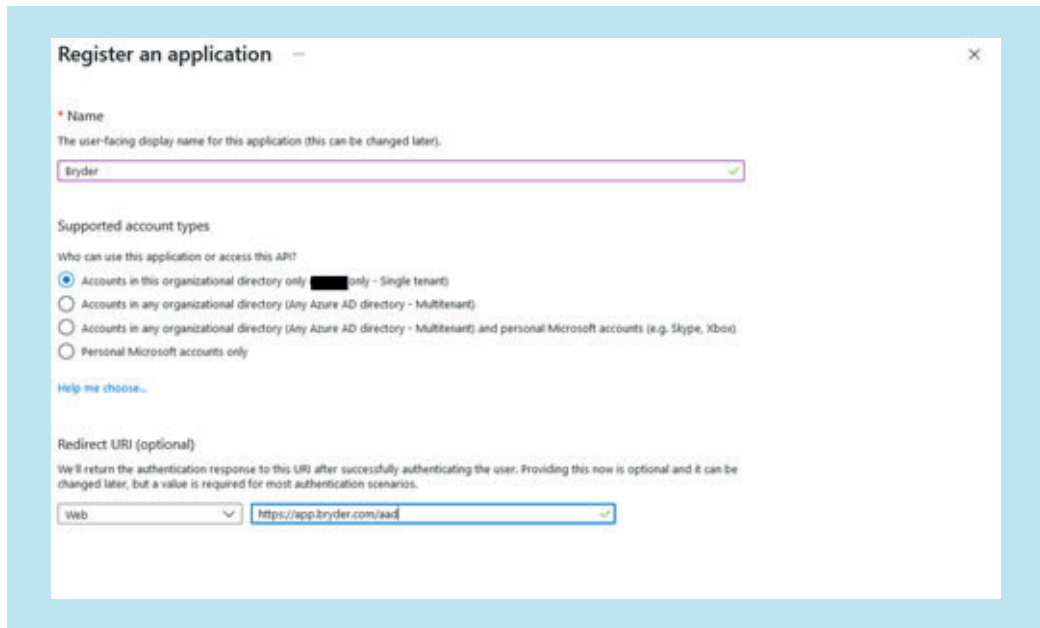 Register an application
* Name
The user-facing display name for this application (this can be changed later).
Bryder
Supported account types
Who can use this application or access this API?
Accounts in this organizational directory only ( only - Single tenant)
Accounts in any organizational directory (Any Azure AD directory - Multitenant)
Accounts in any organizational directory (Any Azure AD directory - Multitenant) and personal Microsoft accounts (e.g. Skype, Xbox)
Personal Microsoft accounts only
Help me choose...
Redirect URI (optional)
We'll return the authentication response to this URI after successfully authenticating the user. Providing this now is optional and it can be
changed later, but a value is required for most authentication scenarios.
Web https://app.bryder.com/aad